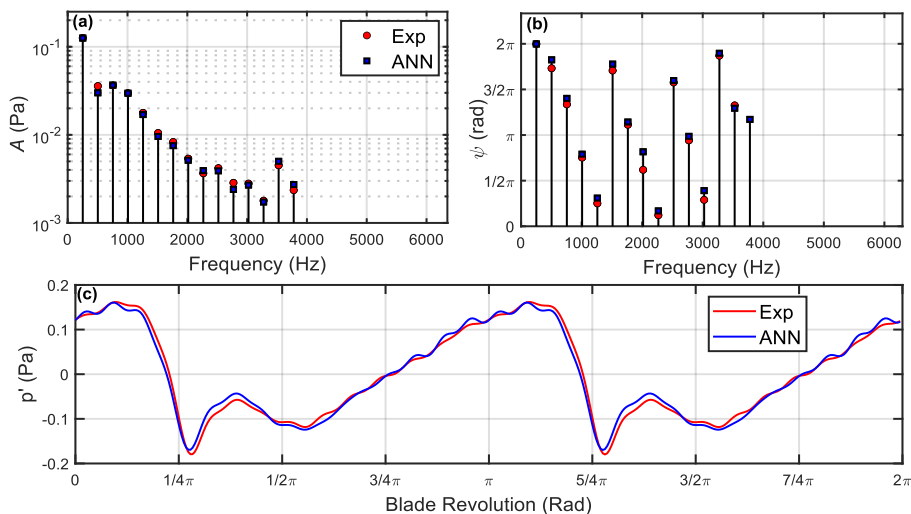 (a)
Exp
ANN
A (Pa)
10⁻¹
10⁻²
10⁻³
0 1000 2000 3000 4000 5000 6000
Frequency (Hz)
(b)
ψ (rad)
2π
3/2π
π
1/2π
0
0 1000 2000 3000 4000 5000 6000
Frequency (Hz)
(c)
Exp
ANN
p' (Pa)
0.2
0.1
0
-0.1
-0.2
0 1/4π 1/2π 3/4π π 5/4π 3/2π 7/4π 2π
Blade Revolution (Rad)